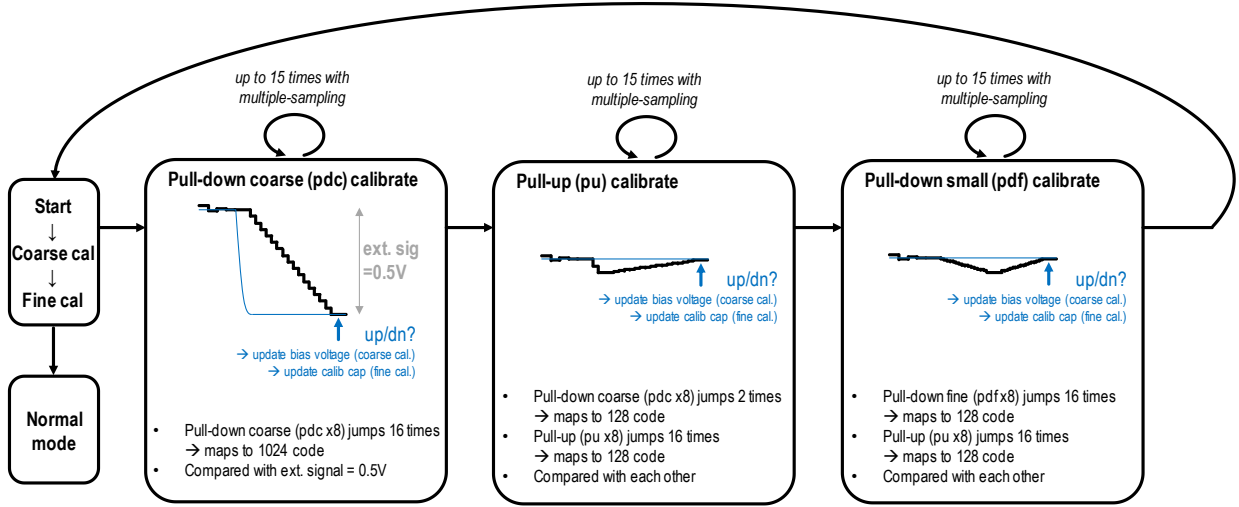 up to 15 times with
multiple-sampling
up to 15 times with
multiple-sampling
up to 15 times with
multiple-sampling
Start
↓
Coarse cal
↓
Fine cal
Normal
mode
Pull-down coarse (pdc) calibrate
ext. sig
=0.5V
up/dn?
→ update bias voltage (coarse cal.)
→ update calib cap (fine cal.)
• Pull-down coarse (pdc x8) jumps 16 times
→ maps to 1024 code
• Compared with ext. signal = 0.5V
Pull-up (pu) calibrate
up/dn?
→ update bias voltage (coarse cal.)
→ update calib cap (fine cal.)
• Pull-down coarse (pdc x8) jumps 2 times
→ maps to 128 code
• Pull-up (pu x8) jumps 16 times
→ maps to 128 code
• Compared with each other
Pull-down small (pdf) calibrate
up/dn?
→ update bias voltage (coarse cal.)
→ update calib cap (fine cal.)
• Pull-down fine (pdf x8) jumps 16 times
→ maps to 128 code
• Pull-up (pu x8) jumps 16 times
→ maps to 128 code
• Compared with each other